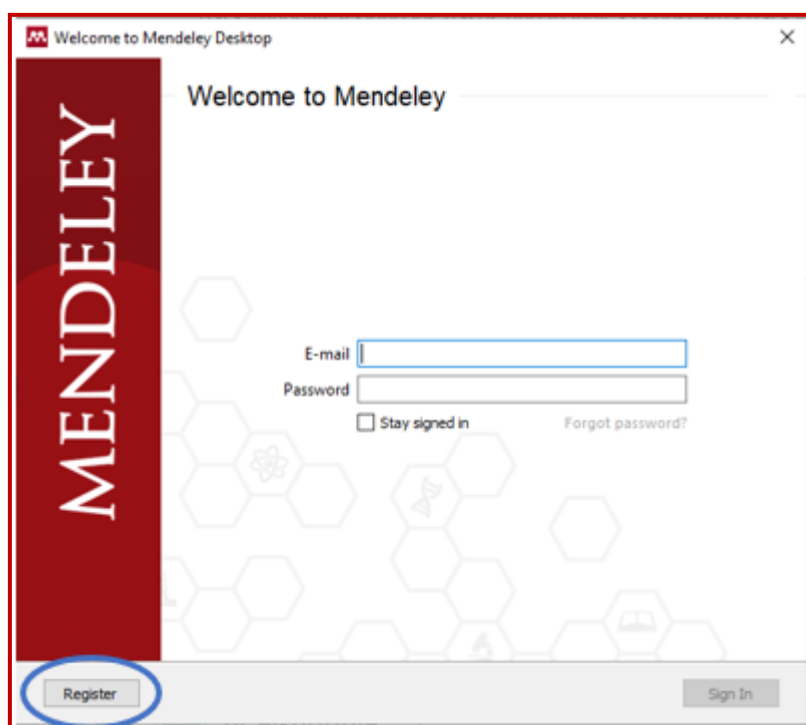 Welcome to Mendeley Desktop
Welcome to Mendeley
MENDELEY
E-mail
Password
Stay signed in
Forgot password?
Register
Sign In